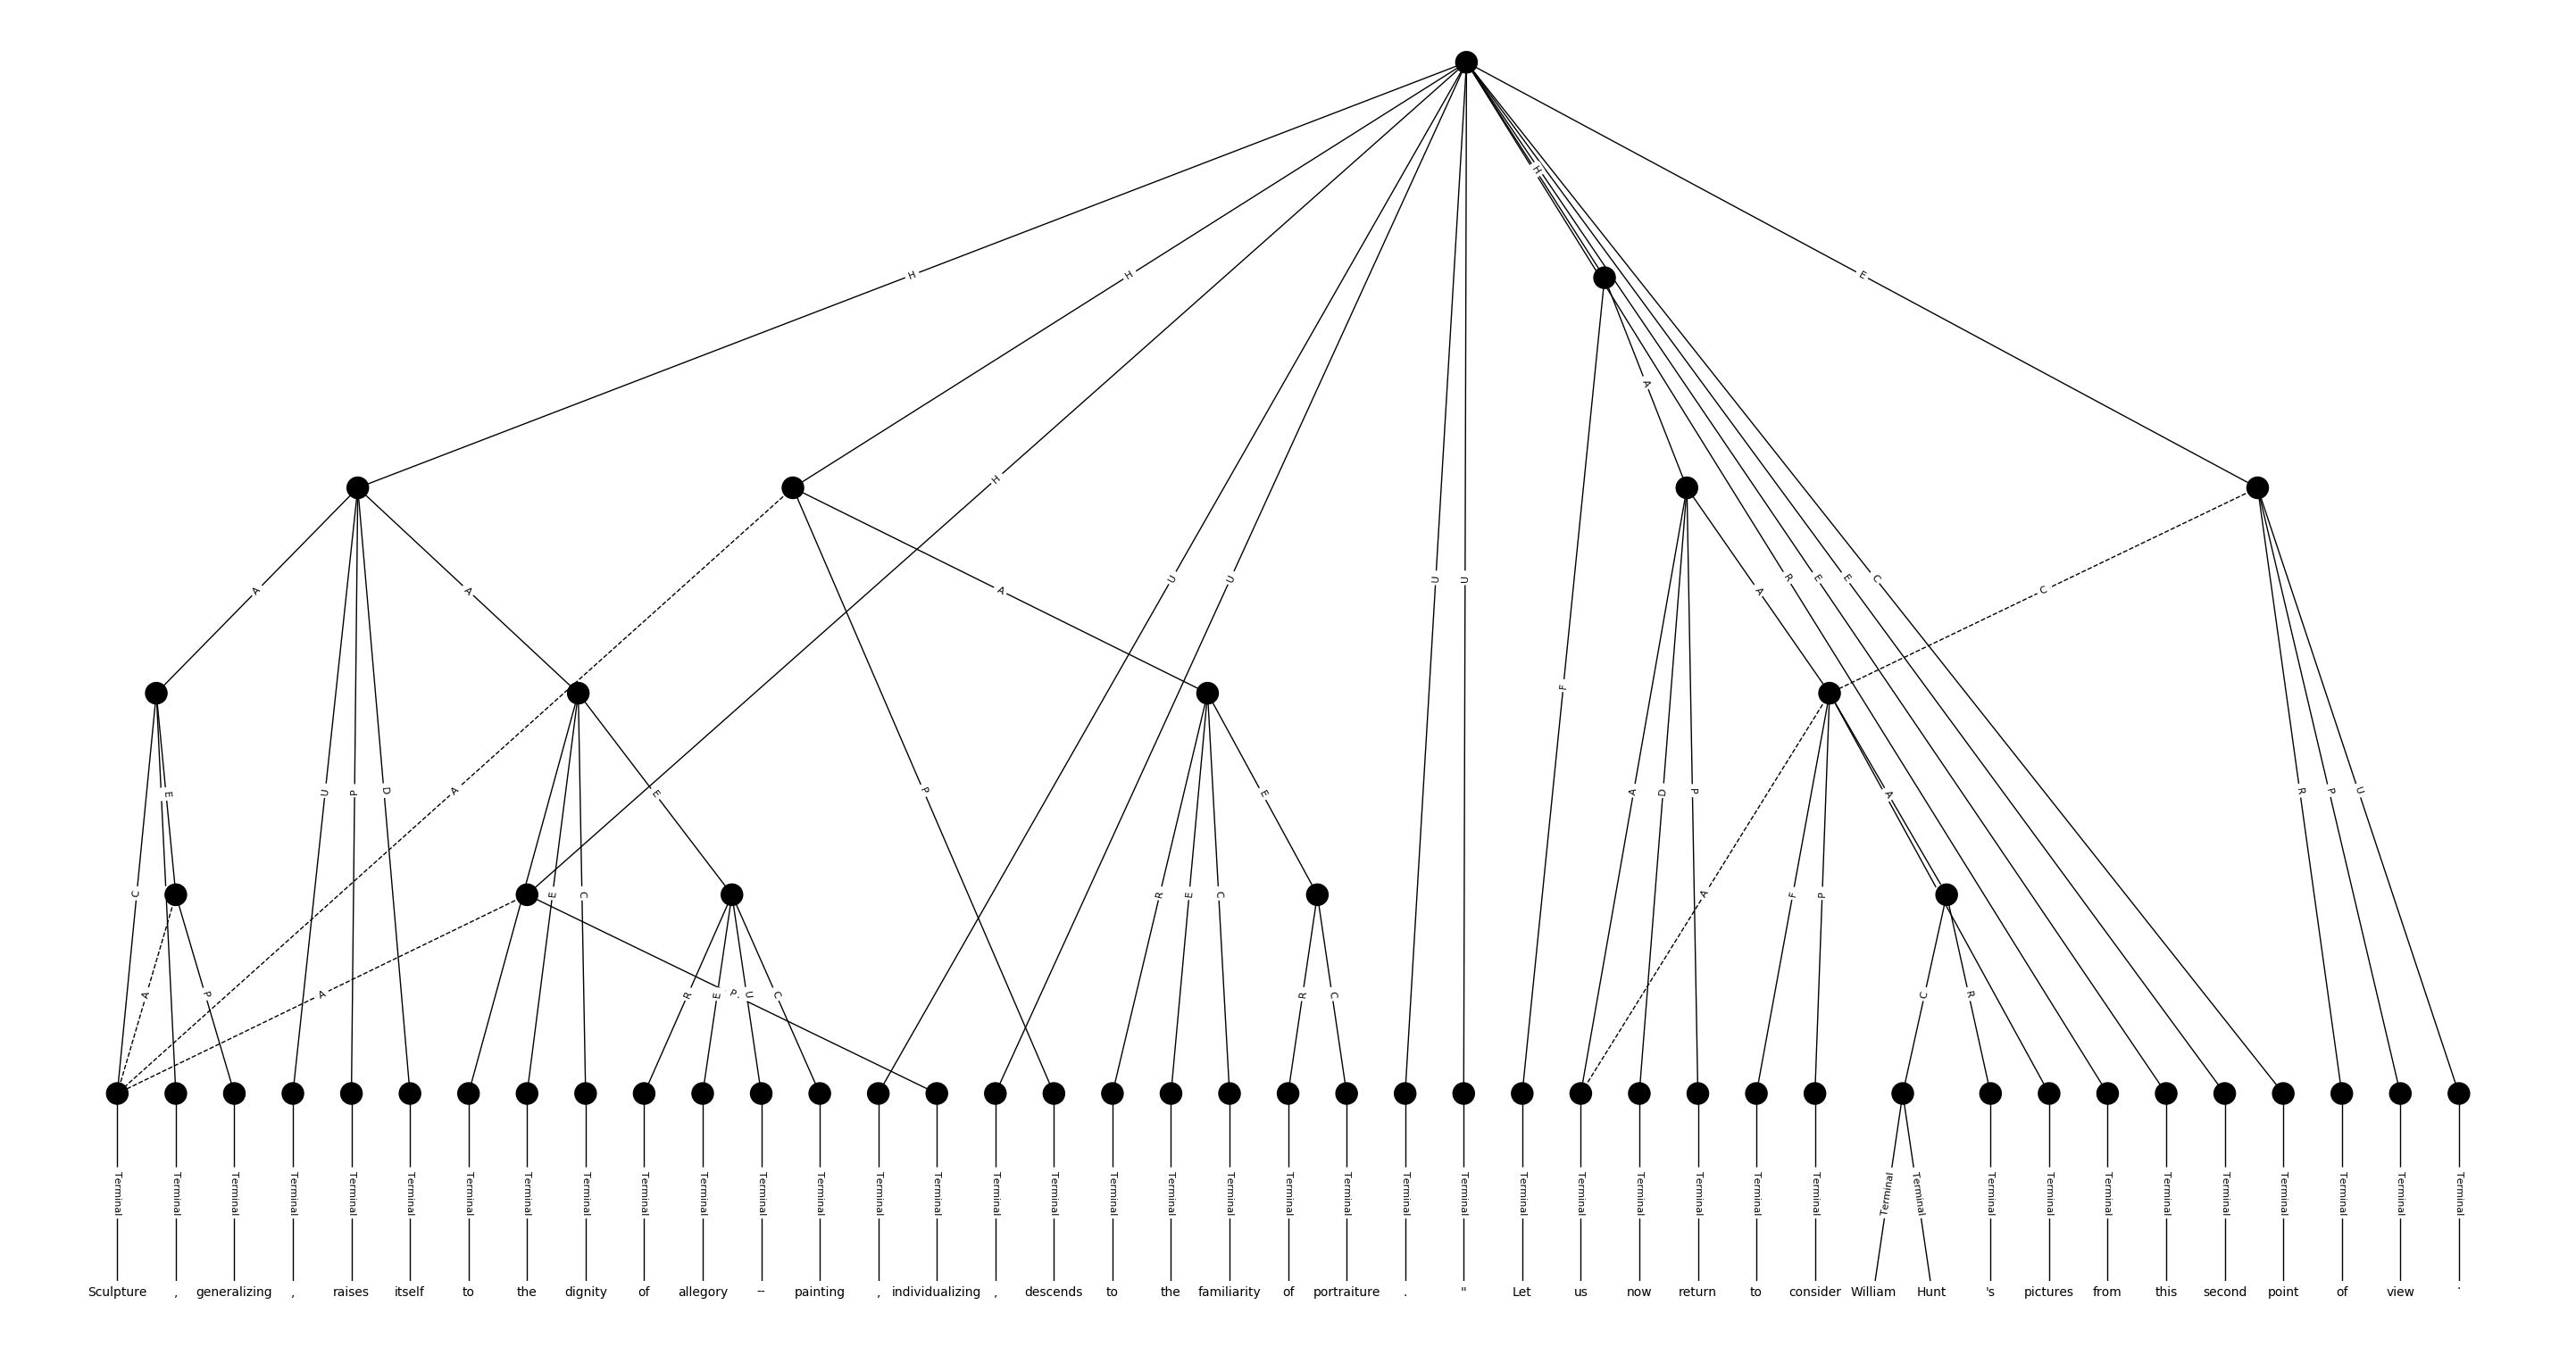 H H H U U U U H E
A A A P A F A R E E C C
A U P D A A A D P A R P U
C E E C E R E C E F P A
A P A R E P U C R C C R
Terminal Terminal Terminal Terminal Terminal Terminal Terminal Terminal Terminal Terminal Terminal Terminal Terminal Terminal Terminal Terminal Terminal Terminal Terminal Terminal Terminal Terminal Terminal Terminal Terminal Terminal Terminal Terminal Terminal Terminal Terminal Terminal Terminal Terminal Terminal Terminal Terminal Terminal Terminal Terminal Terminal
Sculpture , generalizing , raises itself to the dignity of allegory -- painting , individualizing , descends to the familiarity of portraiture . " Let us now return to consider William Hunt 's pictures from this second point of view .